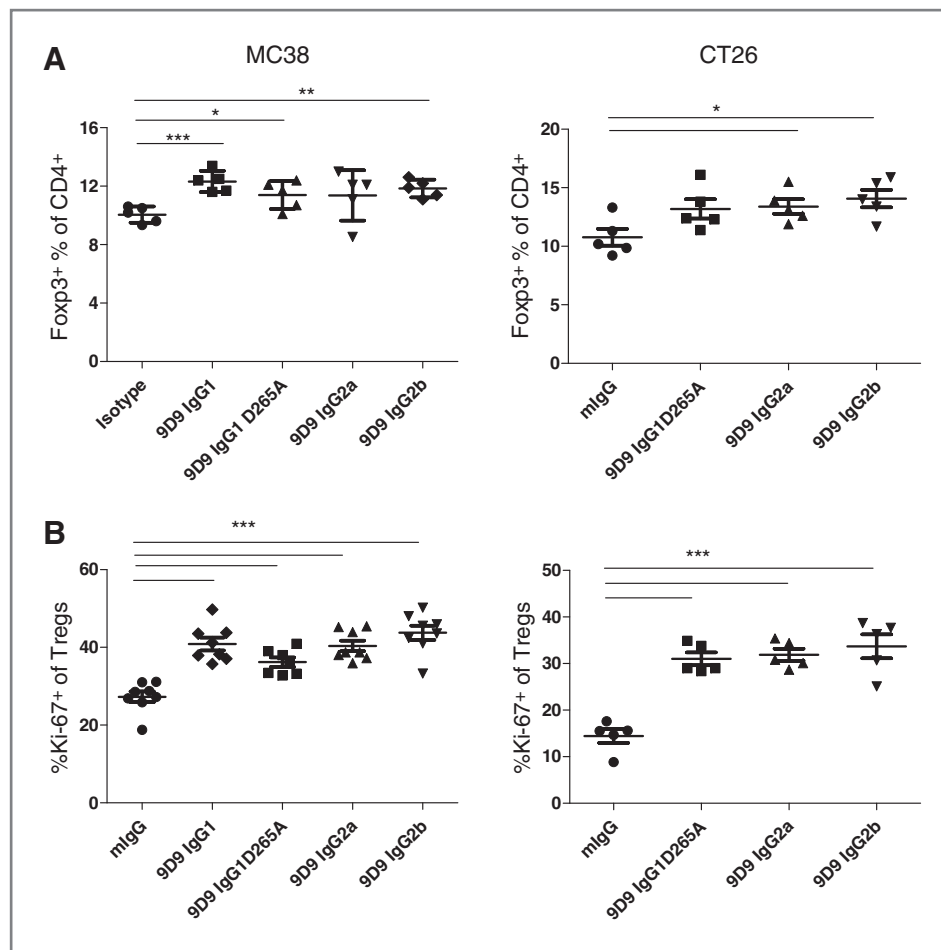 A
MC38
CT26
**
*
***
Foxp3+ % of CD4+
16
12
8
4
0
Isotype
9D9 IgG1
9D9 IgG1 D265A
9D9 IgG2a
9D9 IgG2b
*
Foxp3+ % of CD4+
20
15
10
5
0
mIgG
9D9 IgG1D265A
9D9 IgG2a
9D9 IgG2b
B
***
%Ki-67+ of Tregs
60
40
20
0
mIgG
9D9 IgG1
9D9 IgG1D265A
9D9 IgG2a
9D9 IgG2b
***
%Ki-67+ of Tregs
50
40
30
20
10
0
mIgG
9D9 IgG1D265A
9D9 IgG2a
9D9 IgG2b